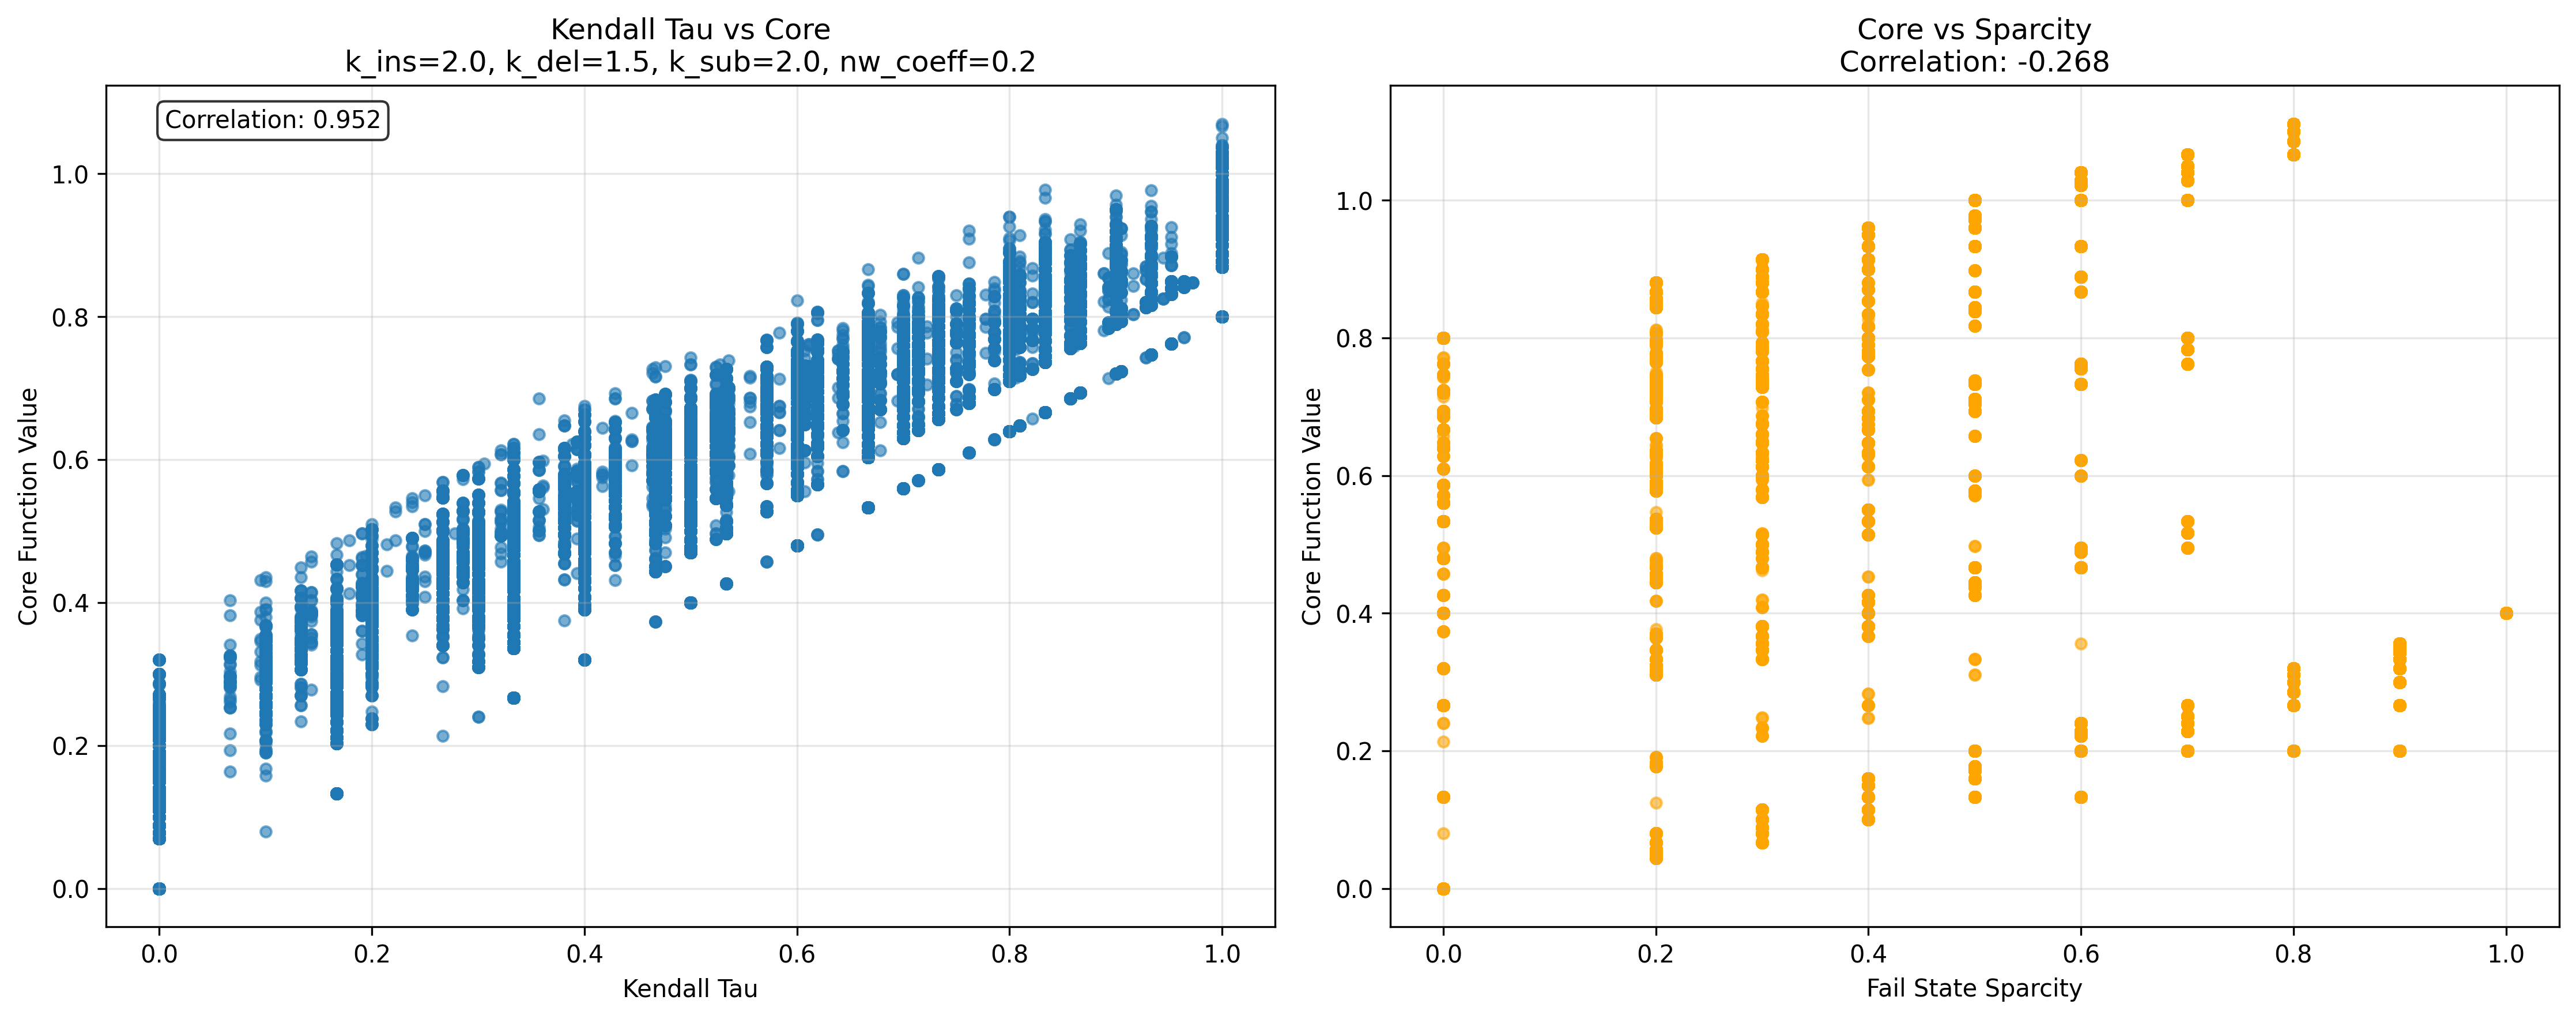 Kendall Tau vs Core
k_ins=2.0, k_del=1.5, k_sub=2.0, nw_coeff=0.2
Correlation: 0.952
Core Function Value
1.0
0.8
0.6
0.4
0.2
0.0
0.0 0.2 0.4 0.6 0.8 1.0
Kendall Tau
Core vs Sparcity
Correlation: -0.268
Core Function Value
1.0
0.8
0.6
0.4
0.2
0.0
0.0 0.2 0.4 0.6 0.8 1.0
Fail State Sparcity